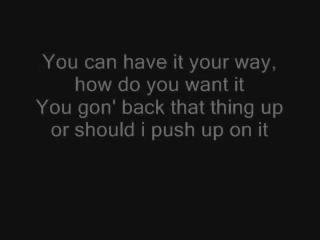 You can have it your way,
how do you want it
You gon' back that thing up
or should i push up on it